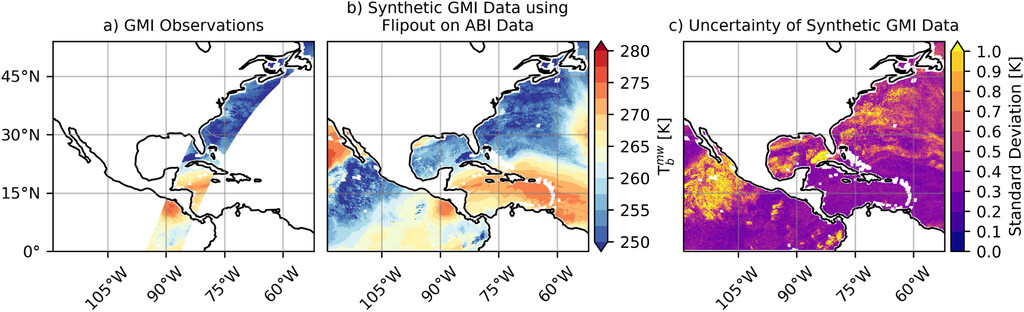 a) GMI Observations
b) Synthetic GMI Data using
Flipout on ABI Data
c) Uncertainty of Synthetic GMI Data
45°N
30°N
15°N
0°
105°W
90°W
75°W
60°W
105°W
90°W
75°W
60°W
280
275
270
265
260
255
250
T_b^{rmw} [K]
105°W
90°W
75°W
60°W
1.0
0.9
0.8
0.7
0.6
0.5
0.4
0.3
0.2
0.1
0.0
Standard Deviation [K]